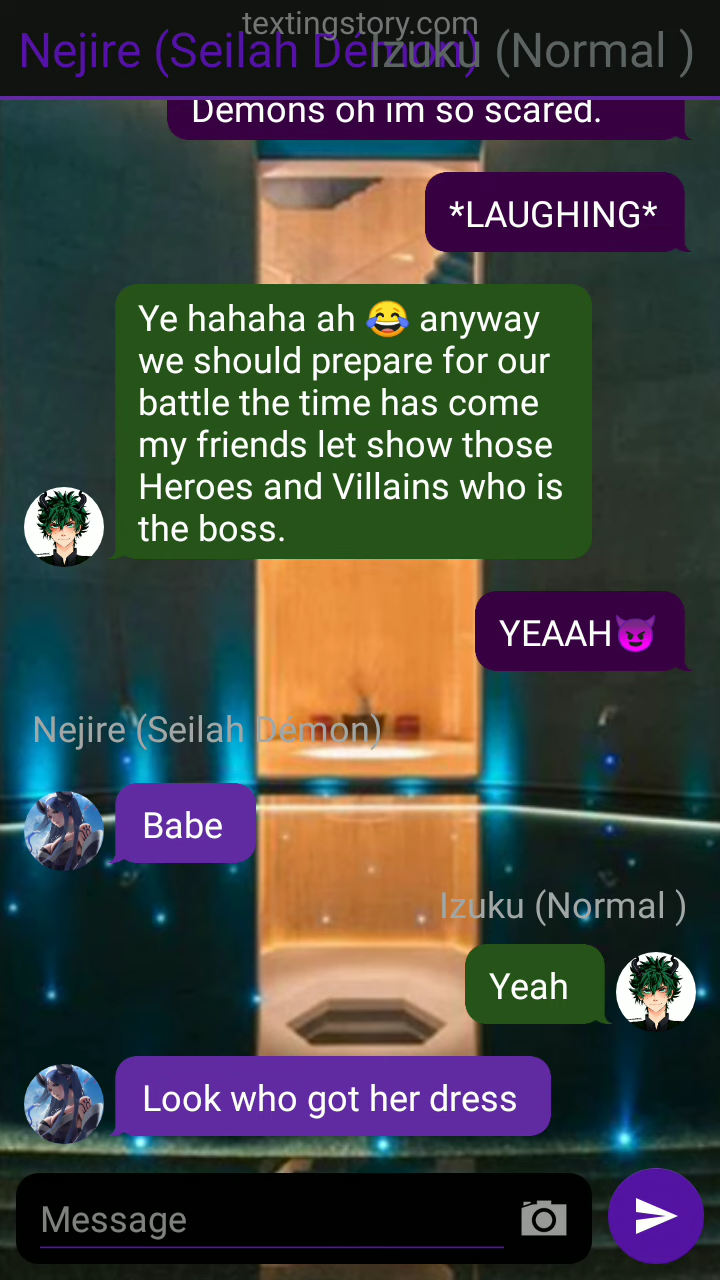 textingstory.com
Nejire (Seilah Démon)
Izuku (Normal )
Demons oh im so scared.
*LAUGHING*
Ye hahaha ah 😂 anyway
we should prepare for our
battle the time has come
my friends let show those
Heroes and Villains who is
the boss.
YEAAH😈
Nejire (Seilah Démon)
Babe
Izuku (Normal )
Yeah
Look who got her dress
Message